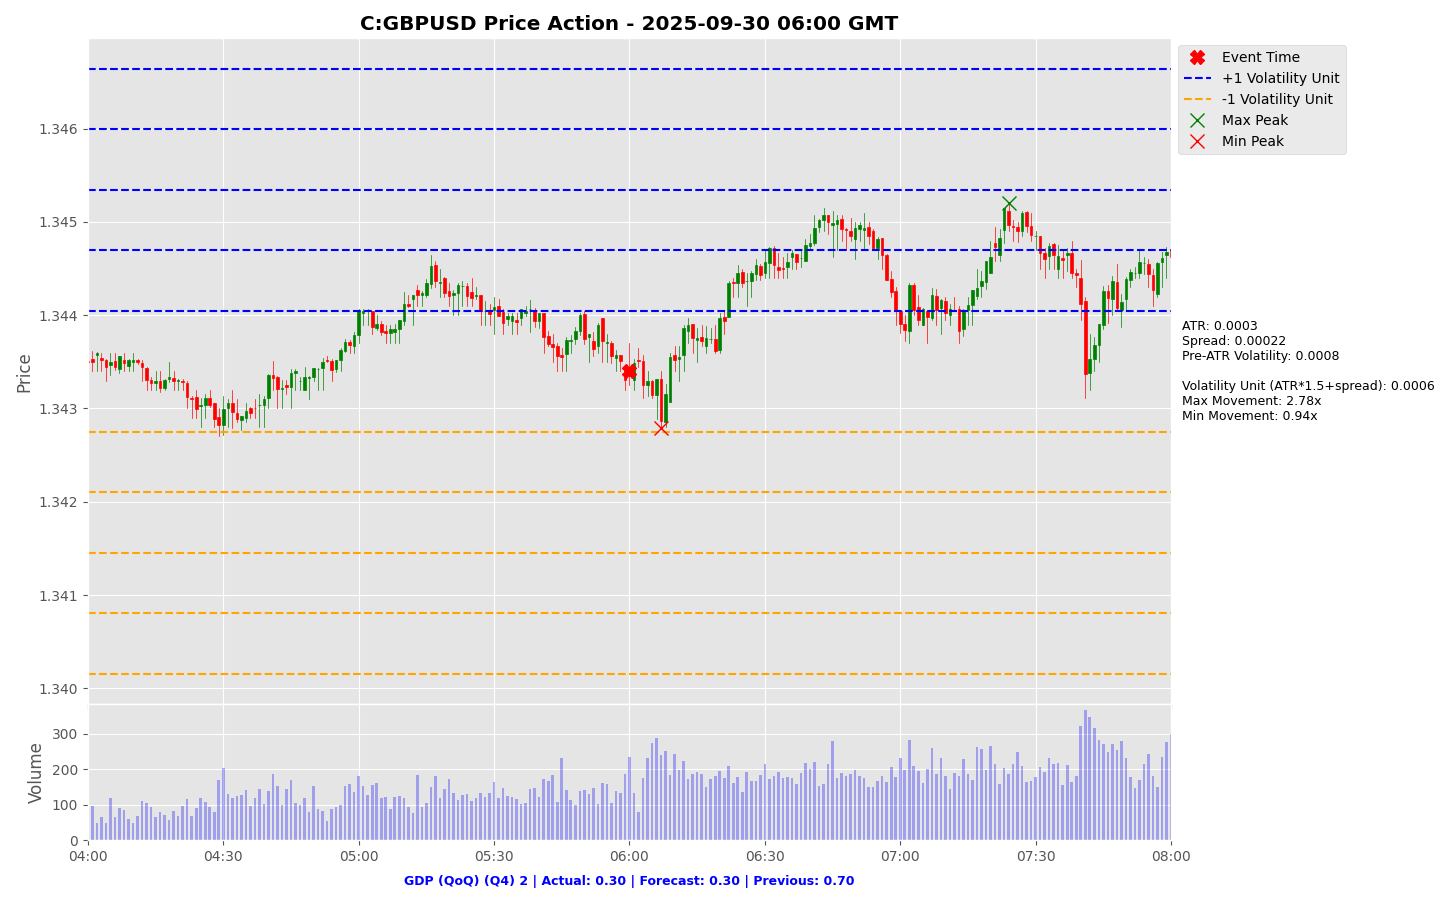 C:GBPUSD Price Action - 2025-09-30 06:00 GMT
Event Time
+1 Volatility Unit
-1 Volatility Unit
Max Peak
Min Peak
1.346
1.345
1.344
1.343
1.342
1.341
1.340
Price
ATR: 0.0003
Spread: 0.00022
Pre-ATR Volatility: 0.0008
Volatility Unit (ATR*1.5+spread): 0.0006
Max Movement: 2.78x
Min Movement: 0.94x
300
200
100
0
Volume
04:00 04:30 05:00 05:30 06:00 06:30 07:00 07:30 08:00
GDP (QoQ) (Q4) 2 | Actual: 0.30 | Forecast: 0.30 | Previous: 0.70